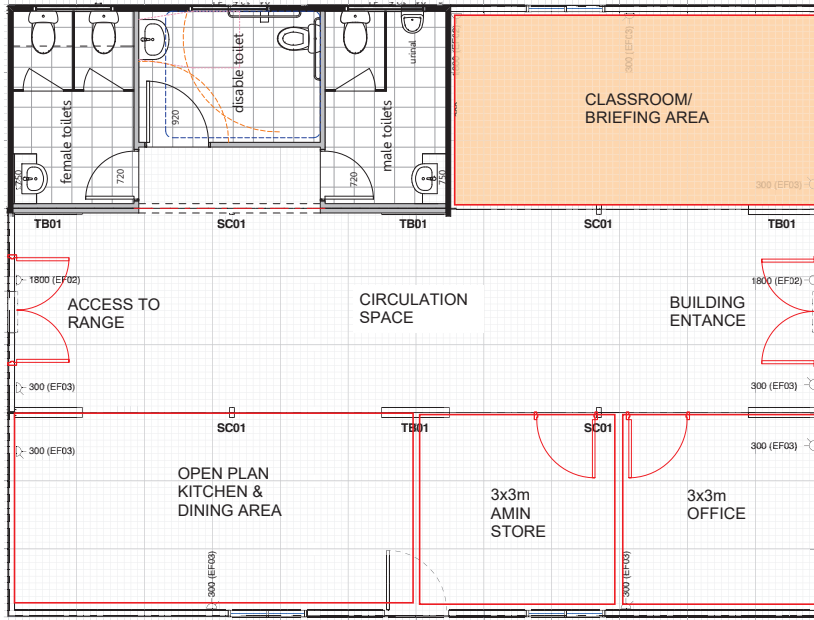 urinal
300 (EF03)
disable toilet
female toilets
male toilets
CLASSROOM/
BRIEFING AREA
920
750
720
720
750
300 (EF03)
TB01
SC01
TB01
SC01
TB01
1800 (EF02)
ACCESS TO
RANGE
CIRCULATION
SPACE
BUILDING
ENTANCE
1800 (EF02)
300 (EF03)
300 (EF03)
SC01
TB01
SC01
300 (EF03)
300 (EF03)
OPEN PLAN
KITCHEN &
DINING AREA
3x3m
AMIN
STORE
3x3m
OFFICE
300 (EF03)
300 (EF03)